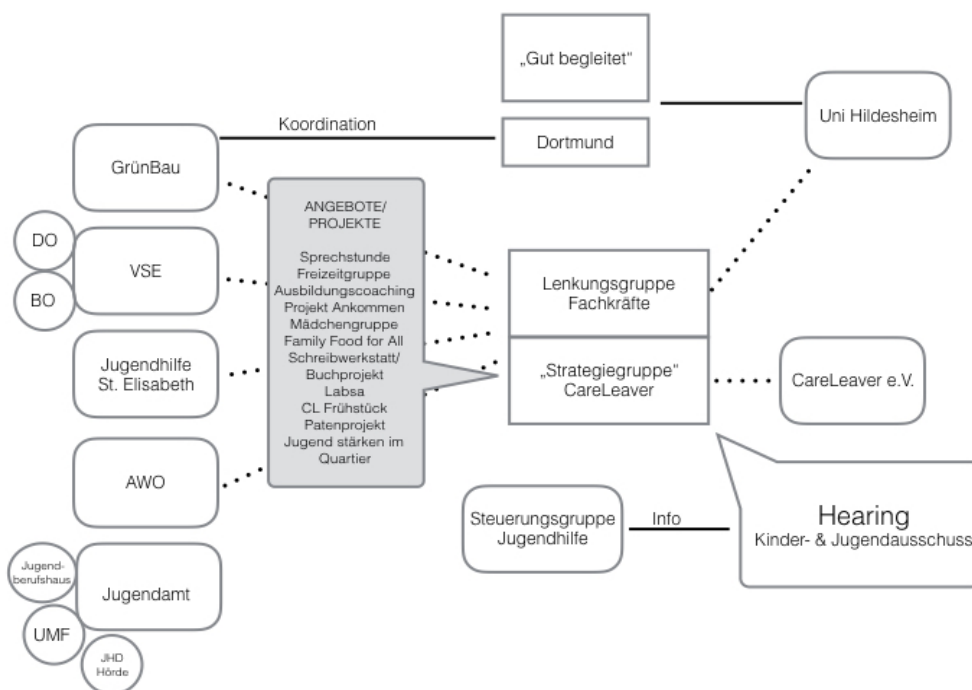 „Gut begleitet“
Uni Hildesheim
Koordination
Dortmund
GrünBau
ANGEBOTE/
PROJEKTE
Sprechstunde
Freizeitgruppe
Ausbildungscoaching
Projekt Ankommen
Mädchengruppe
Family Food for All
Schreibwerkstatt/
Buchprojekt
Labsa
CL Frühstück
Patenprojekt
Jugend stärken im
Quartier
DO
VSE
BO
Lenkungsgruppe
Fachkräfte
Jugendhilfe
St. Elisabeth
„Strategiegruppe“
CareLeaver
CareLeaver e.V.
AWO
Steuerungsgruppe
Jugendhilfe
Info
Hearing
Kinder- & Jugendausschuss
Jugend-
berufshaus
Jugendamt
UMF
JHD
Hörde